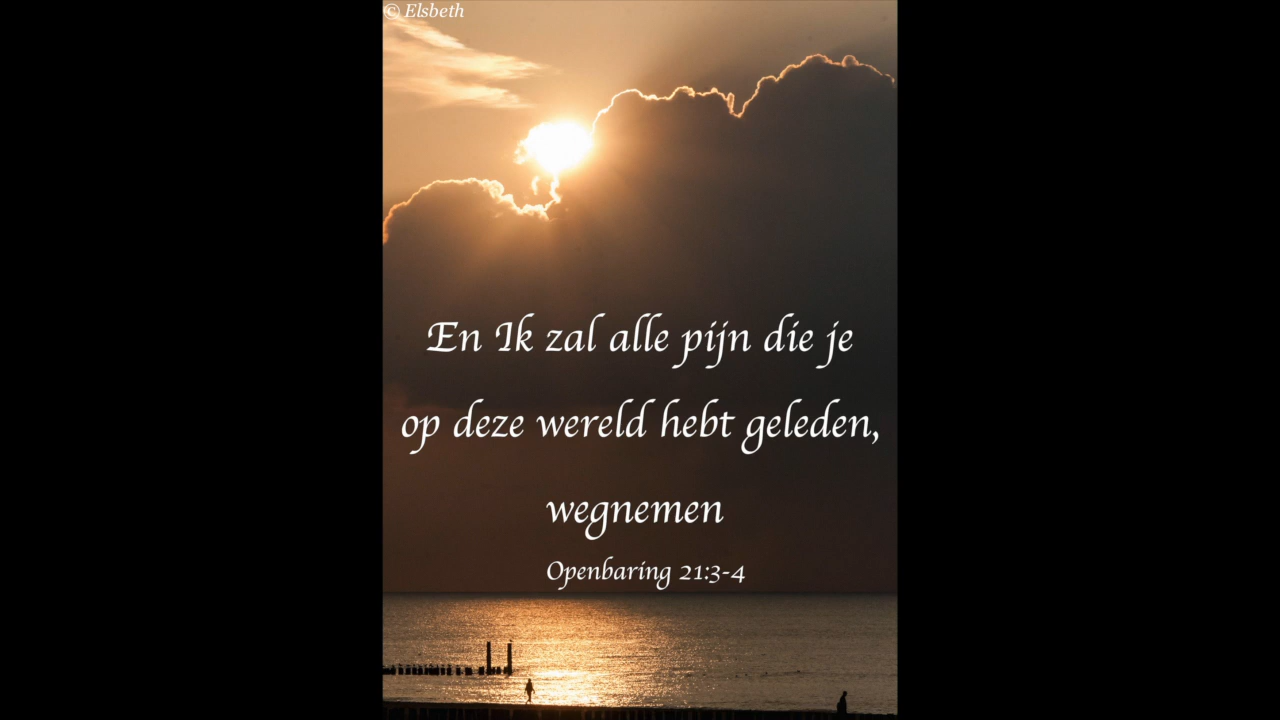 © Elsbeth
En Ik zal alle pijn die je
op deze wereld hebt geleden,
wegnemen
Openbaring 21:3-4